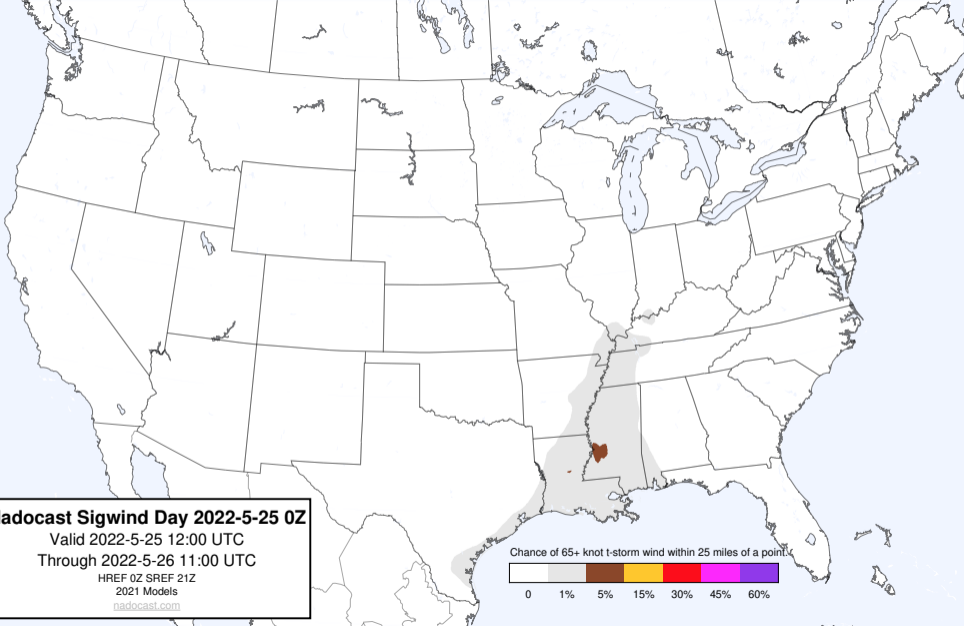 adocast Sigwind Day 2022-5-25 0Z
Valid 2022-5-25 12:00 UTC
Through 2022-5-26 11:00 UTC
HREF 0Z SREF 21Z
2021 Models
nadocast.com
Chance of 65+ knot t-storm wind within 25 miles of a point.
0 1% 5% 15% 30% 45% 60%